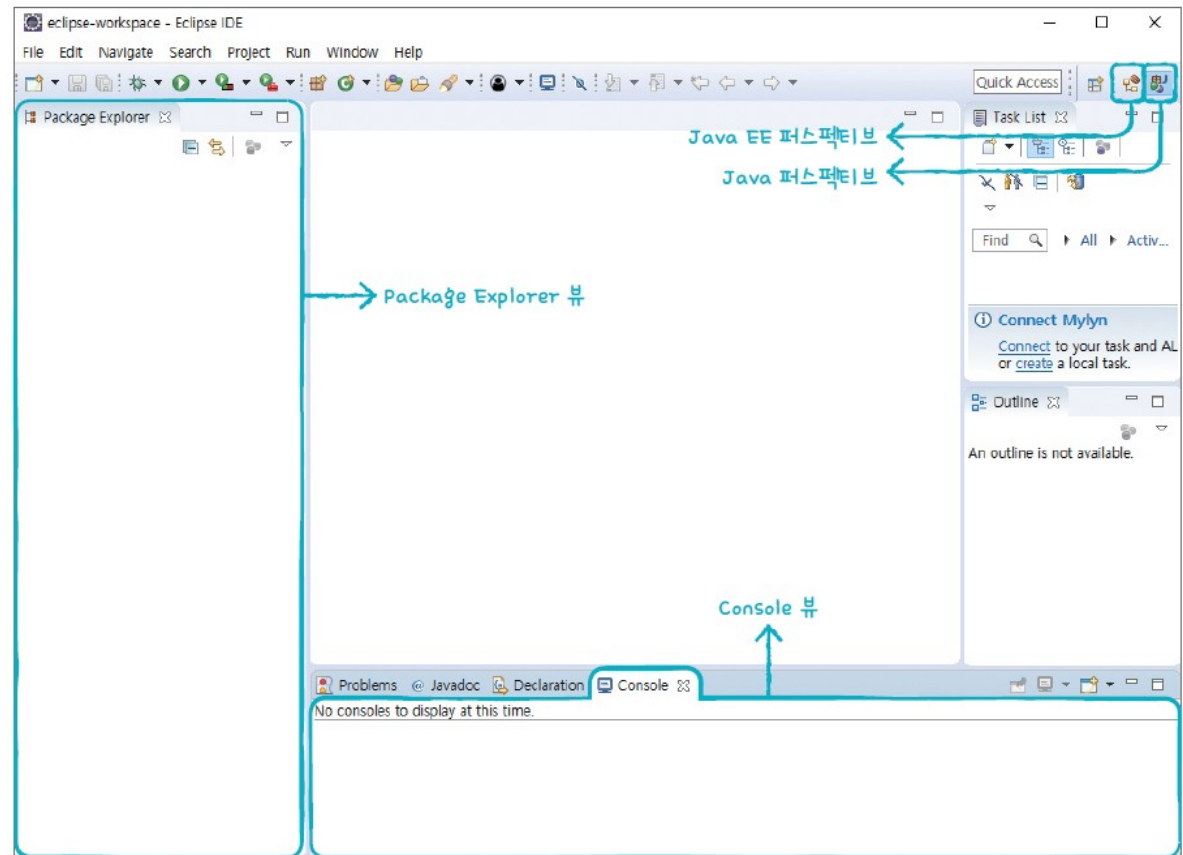 eclipse-workspace - Eclipse IDE
File Edit Navigate Search Project Run Window Help
Quick Access
Package Explorer
Task List
Java EE 퍼스펙티브
Java 퍼스펙티브
Find All Activ...
Package Explorer 뷰
Connect Mylyn
Connect to your task and AL
or create a local task.
Outline
An outline is not available.
Console 뷰
Problems Javadoc Declaration Console
No consoles to display at this time.